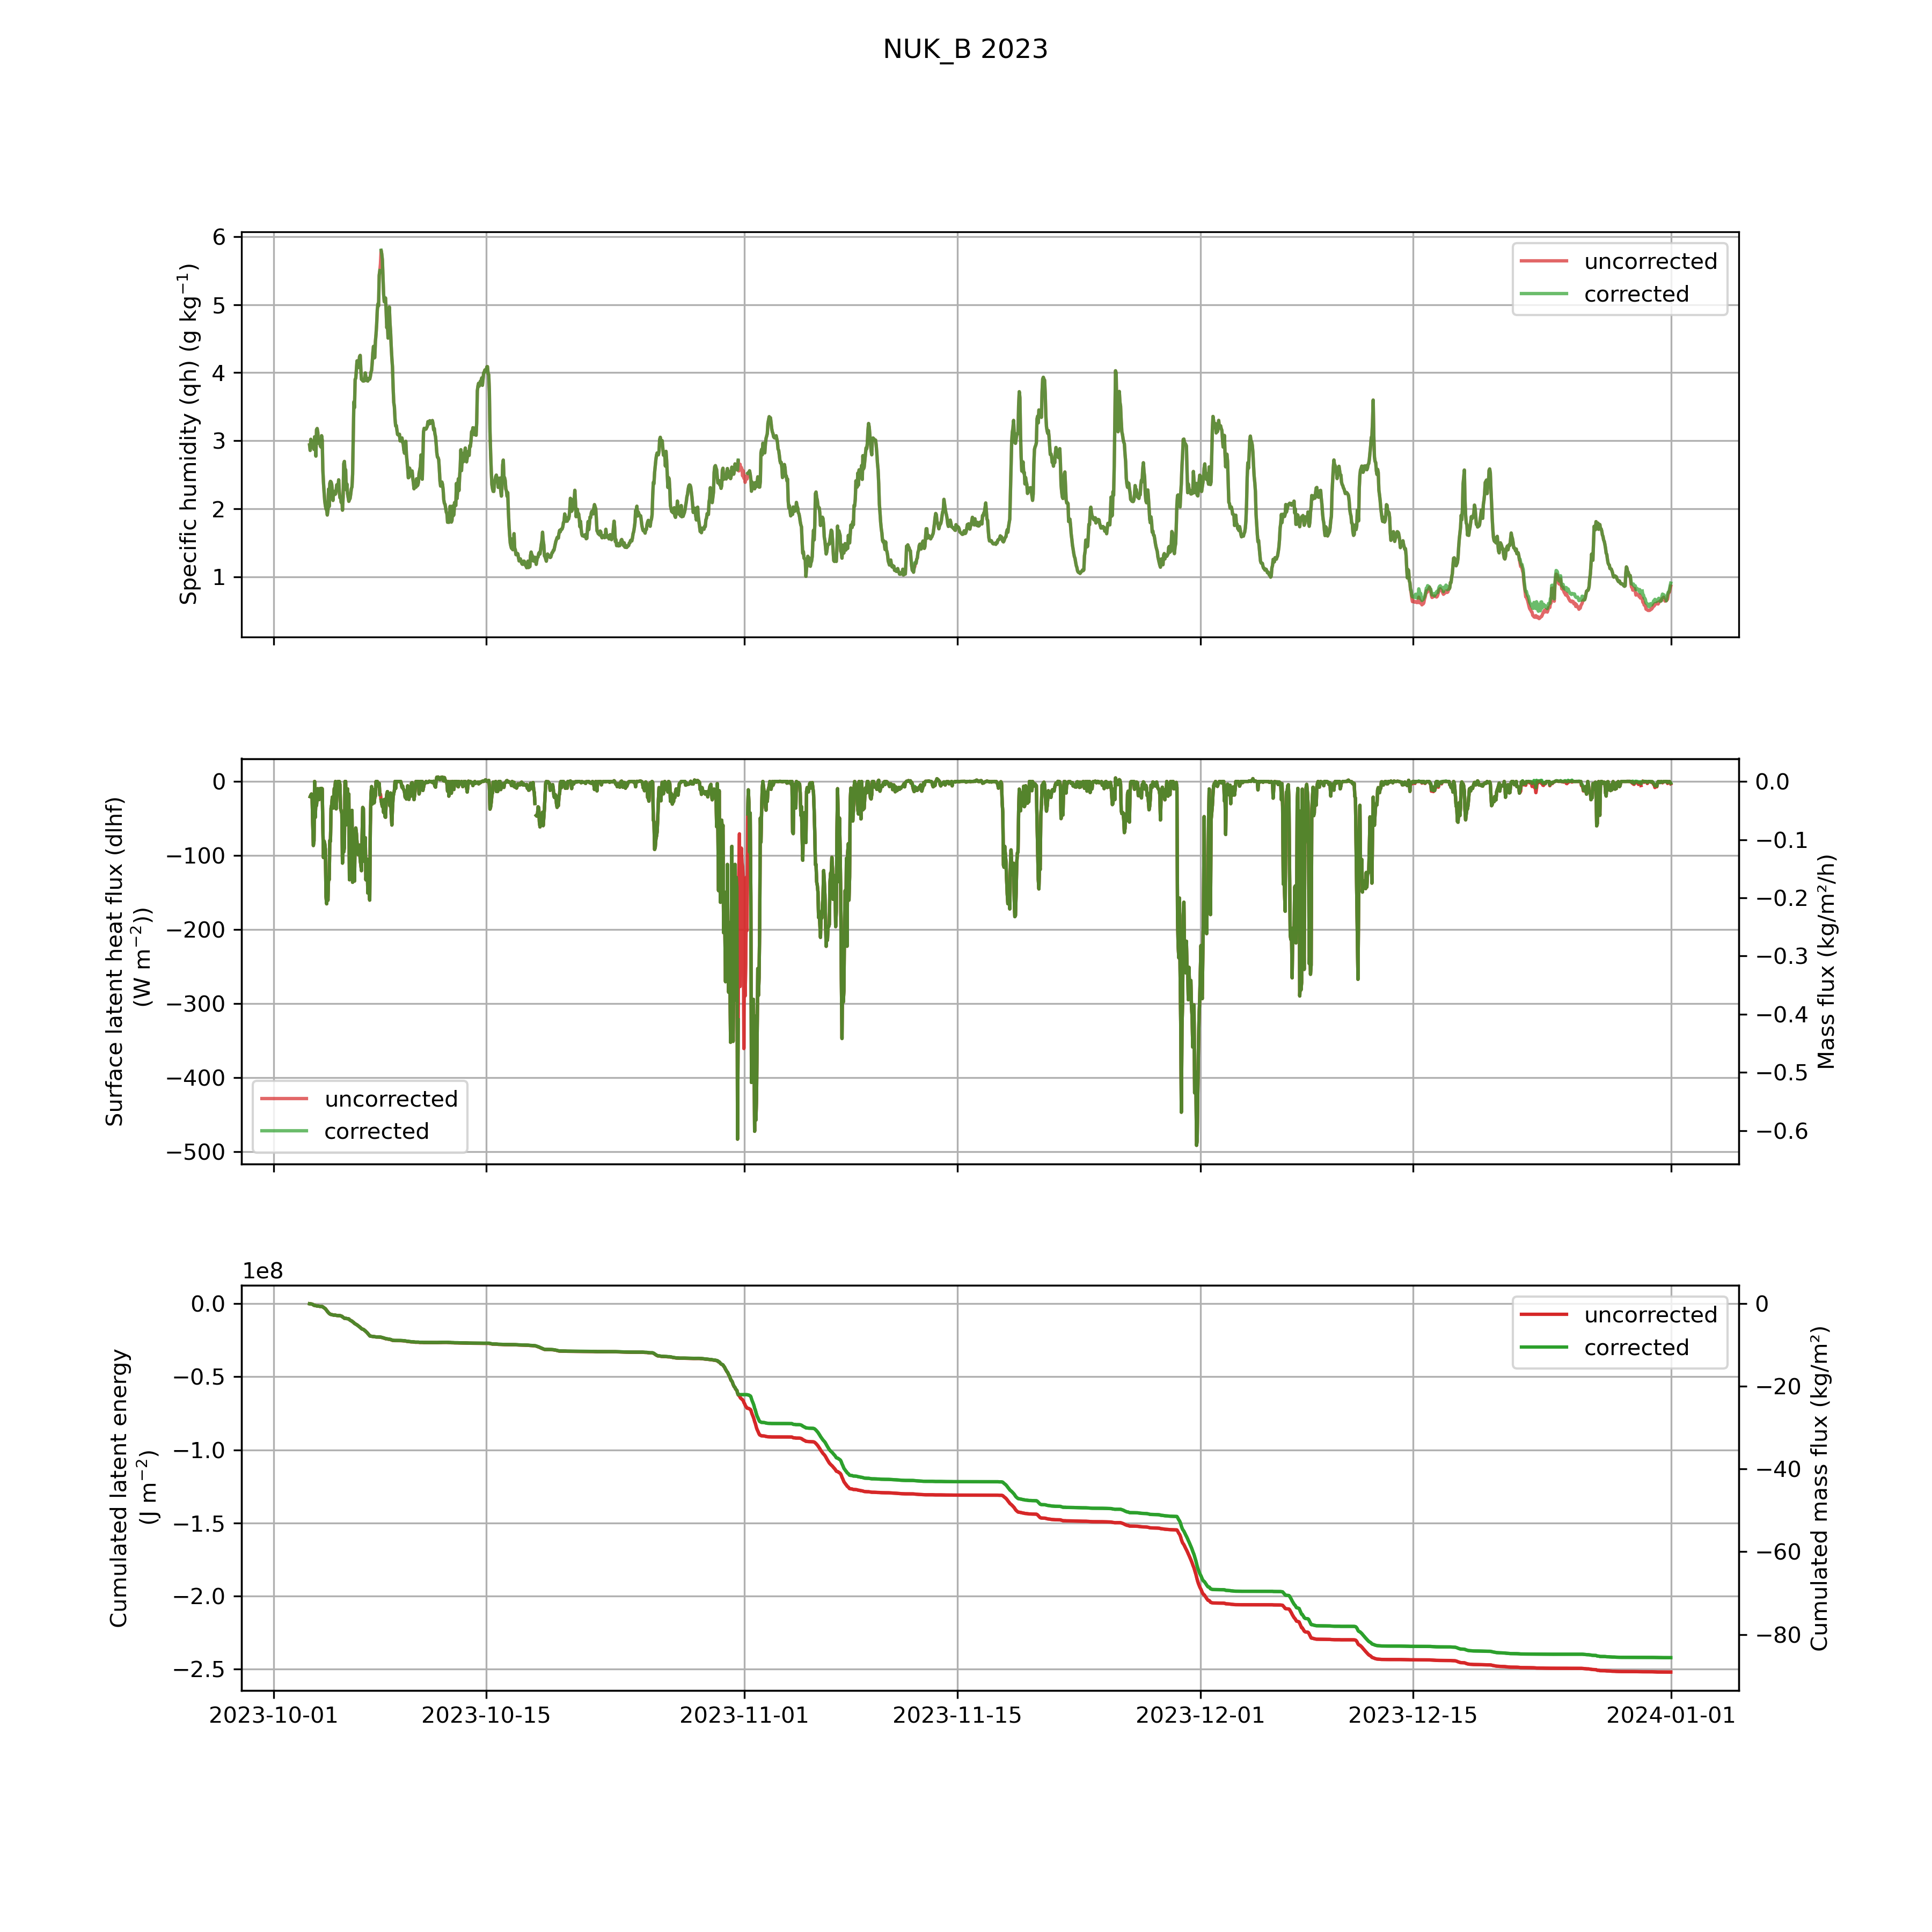 NUK_B 2023
6
5
4
3
2
1
Specific humidity (qh) (g kg⁻¹)
uncorrected
corrected
0
−100
−200
−300
−400
−500
Surface latent heat flux (dlhf)
(W m⁻²))
uncorrected
corrected
0.0
−0.1
−0.2
−0.3
−0.4
−0.5
−0.6
Mass flux (kg/m²/h)
1e8
0.0
−0.5
−1.0
−1.5
−2.0
−2.5
Cumulated latent energy
(J m⁻²)
uncorrected
corrected
0
−20
−40
−60
−80
Cumulated mass flux (kg/m²)
2023-10-01 2023-10-15 2023-11-01 2023-11-15 2023-12-01 2023-12-15 2024-01-01